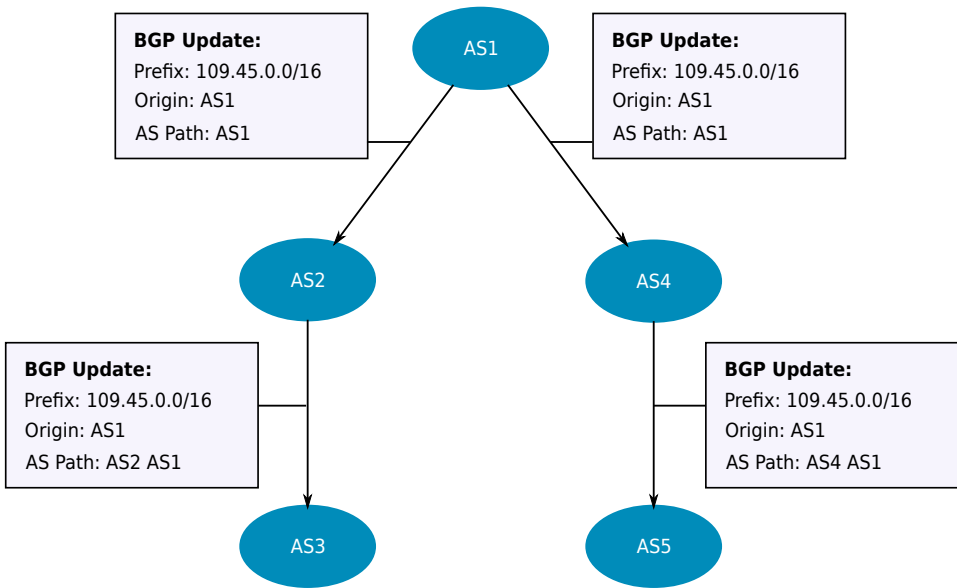 BGP Update:
Prefix: 109.45.0.0/16
Origin: AS1
AS Path: AS1
AS1
BGP Update:
Prefix: 109.45.0.0/16
Origin: AS1
AS Path: AS1
AS2
AS4
BGP Update:
Prefix: 109.45.0.0/16
Origin: AS1
AS Path: AS2 AS1
BGP Update:
Prefix: 109.45.0.0/16
Origin: AS1
AS Path: AS4 AS1
AS3
AS5